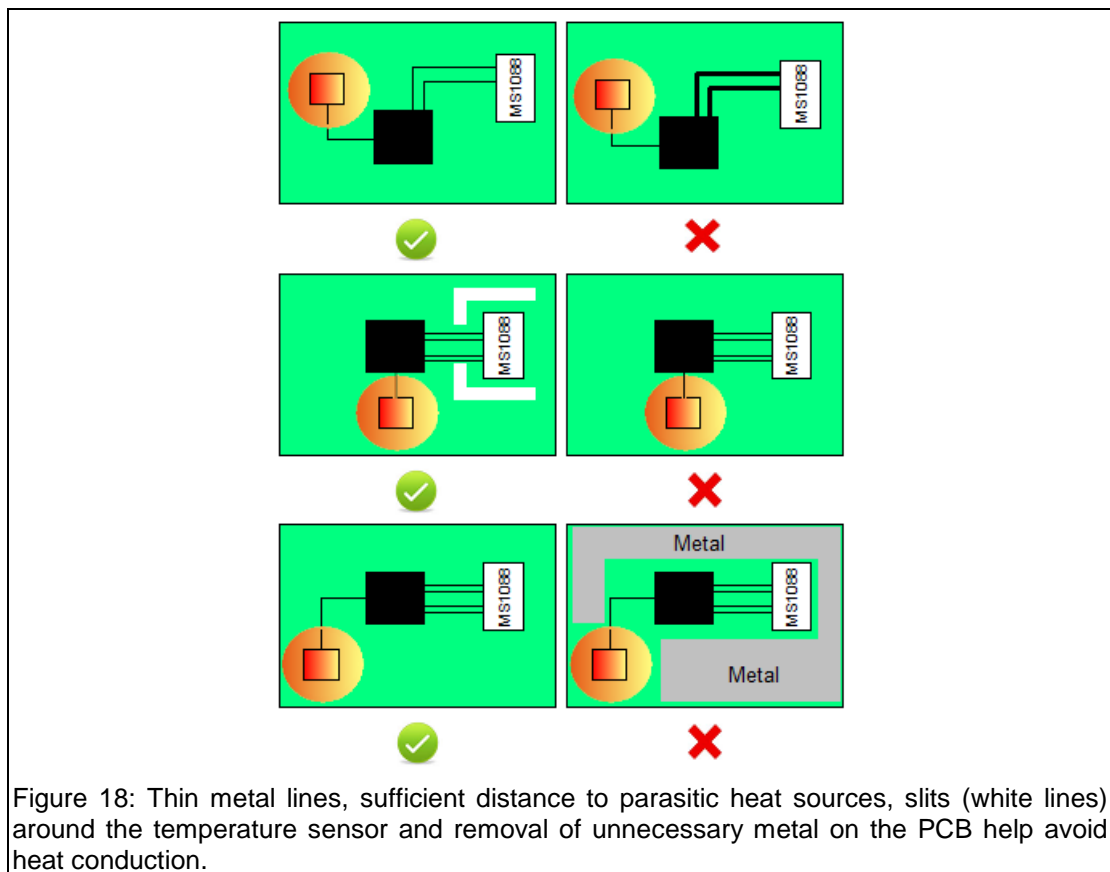 MS1088
MS1088
MS1088
MS1088
MS1088
Metal
MS1088
Metal
Figure 18: Thin metal lines, sufficient distance to parasitic heat sources, slits (white lines)
around the temperature sensor and removal of unnecessary metal on the PCB help avoid
heat conduction.